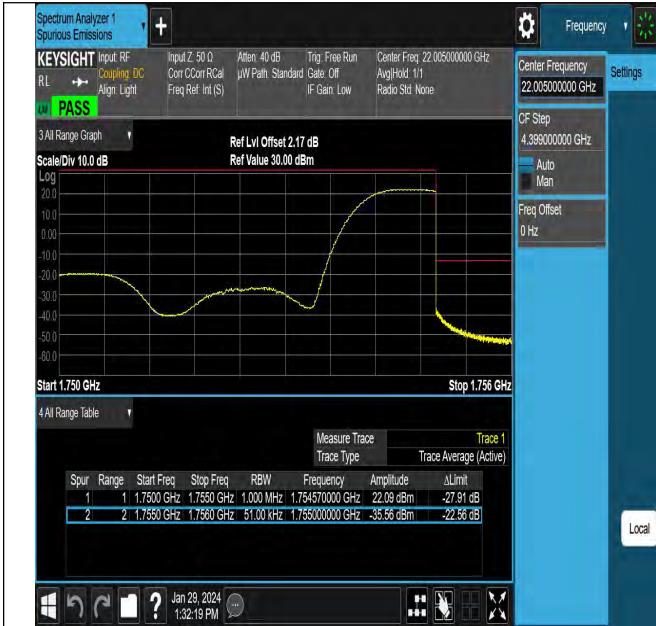 Spectrum Analyzer 1
Spurious Emissions
Frequency
KEYSIGHT
RL
PASS
Input: RF
Coupling: DC
Align: Light
Input Z: 50 Ω
Corr CCorr RCal
Freq Ref: Int (S)
Atten: 40 dB
µW Path: Standard
Trig: Free Run
Gate: Off
IF Gain: Low
Center Freq: 22.005000000 GHz
Avg|Hold: 1/1
Radio Std: None
Center Frequency
22.005000000 GHz
Settings
CF Step
4.399000000 GHz
Auto
Man
Freq Offset
0 Hz
3 All Range Graph
Scale/Div 10.0 dB
Ref Lvl Offset 2.17 dB
Ref Value 30.00 dBm
Log
20.0
10.0
0.00
-10.0
-20.0
-30.0
-40.0
-50.0
-60.0
Start 1.750 GHz
Stop 1.756 GHz
4 All Range Table
Measure Trace Trace 1
Trace Type Trace Average (Active)
Spur Range Start Freq Stop Freq RBW Frequency Amplitude ΔLimit
1 1 1.7500 GHz 1.7550 GHz 1.000 MHz 1.754570000 GHz 22.09 dBm -27.91 dB
2 2 1.7550 GHz 1.7560 GHz 51.00 kHz 1.755000000 GHz -35.56 dBm -22.56 dB
Local
Jan 29, 2024
1:32:19 PM